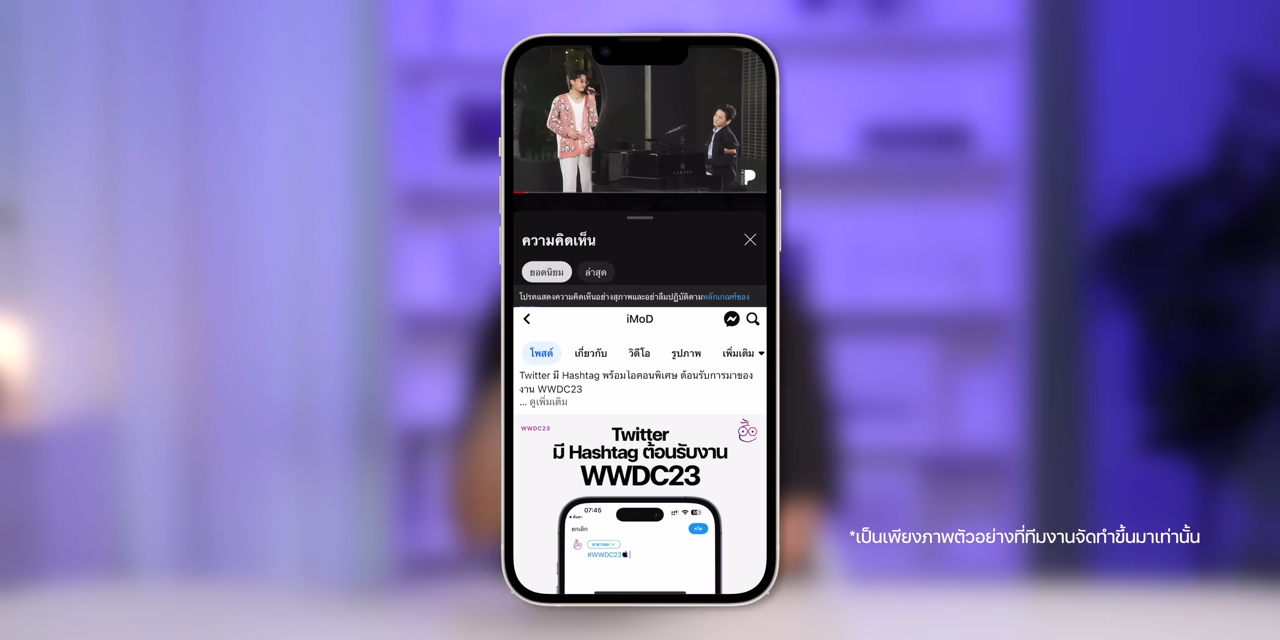 ความคิดเห็น
ยอดนิยม ล่าสุด
โปรดแสดงความคิดเห็นอย่างสุภาพและอย่าลืมปฏิบัติตามหลักเกณฑ์ของ
iMoD
โพสต์ เกี่ยวกับ วิดีโอ รูปภาพ เพิ่มเติม
Twitter มี Hashtag พร้อมไอคอนพิเศษ ต้อนรับการมาของ
งาน WWDC23
... ดูเพิ่มเติม
WWDC23
Twitter
มี Hashtag ต้อนรับงาน
WWDC23
07:45
ยกเลิก
#WWDC23
*เป็นเพียงภาพตัวอย่างที่ทีมงานจัดทำขึ้นมาเท่านั้น